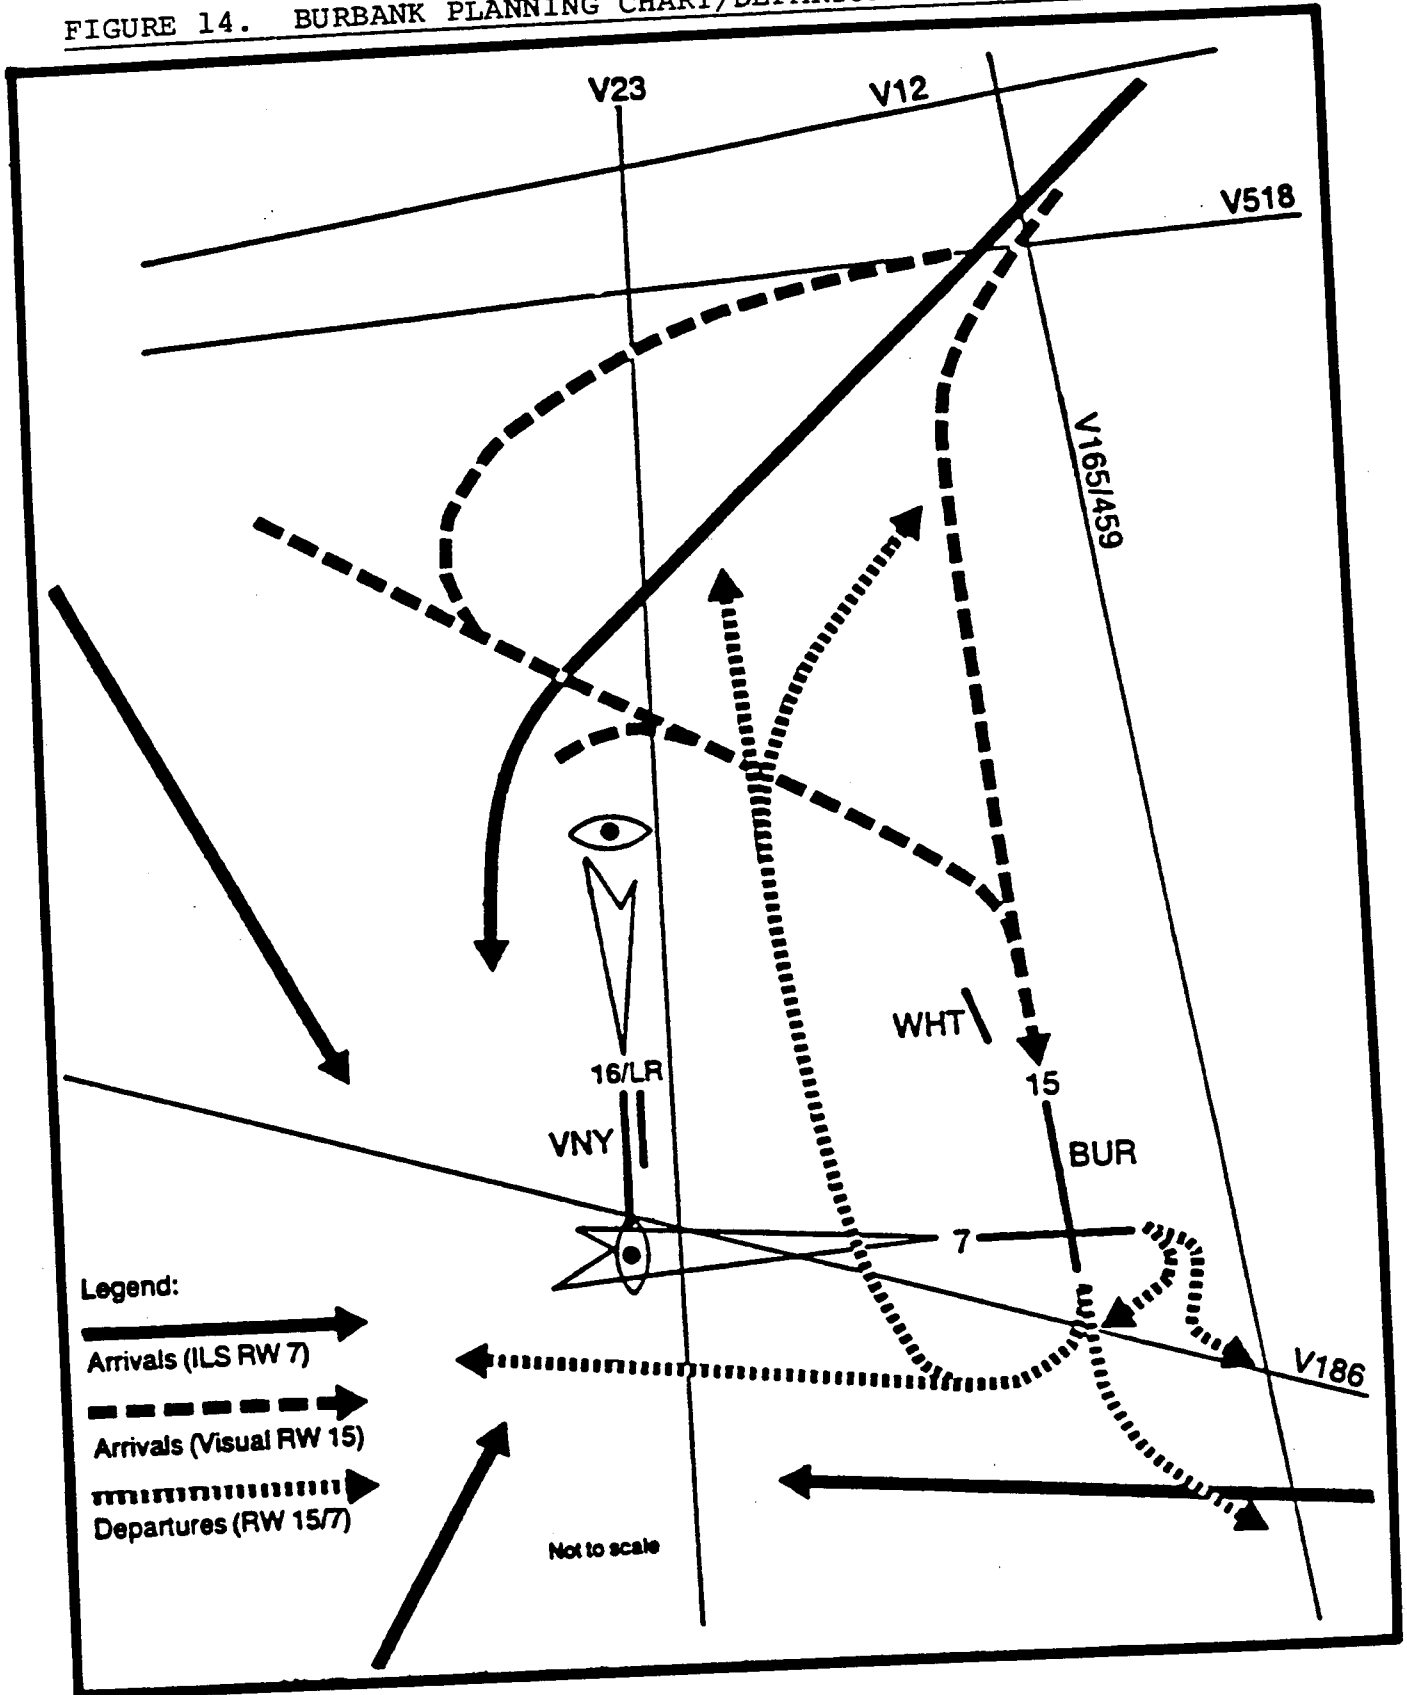 FIGURE 14. BURBANK PLANNING
V23
V12
V518
V165/459
WHT
15
16/LR
VNY
BUR
7
V186
Legend:
Arrivals (ILS RW 7)
Arrivals (Visual RW 15)
Departures (RW 15/7)
Not to scale